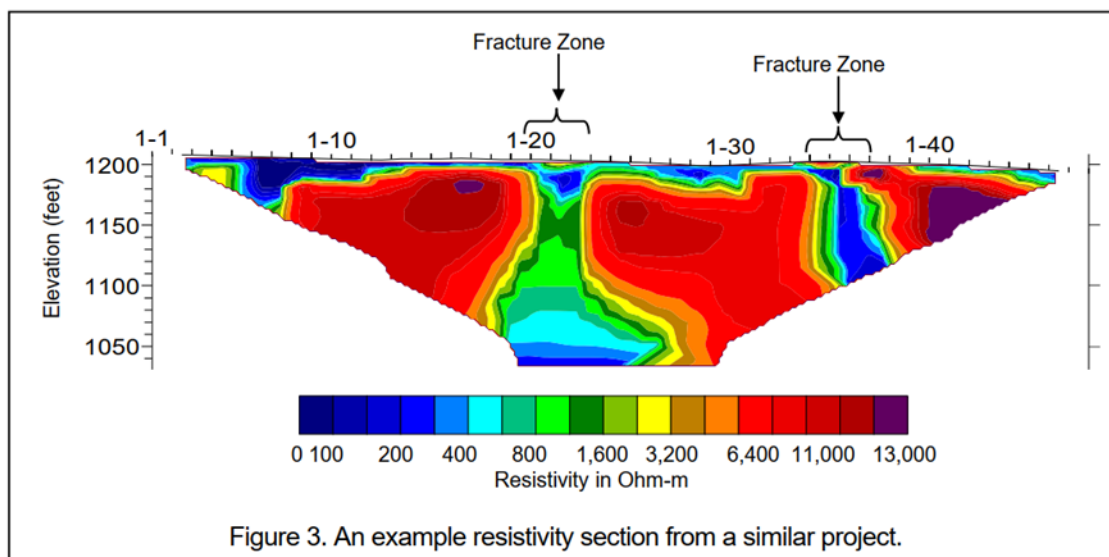 Fracture Zone
Fracture Zone
1-1 1-10 1-20 1-30 1-40
1200
1150
1100
1050
Elevation (feet)
0 100 200 400 800 1,600 3,200 6,400 11,000 13,000
Resistivity in Ohm-m
Figure 3. An example resistivity section from a similar project.